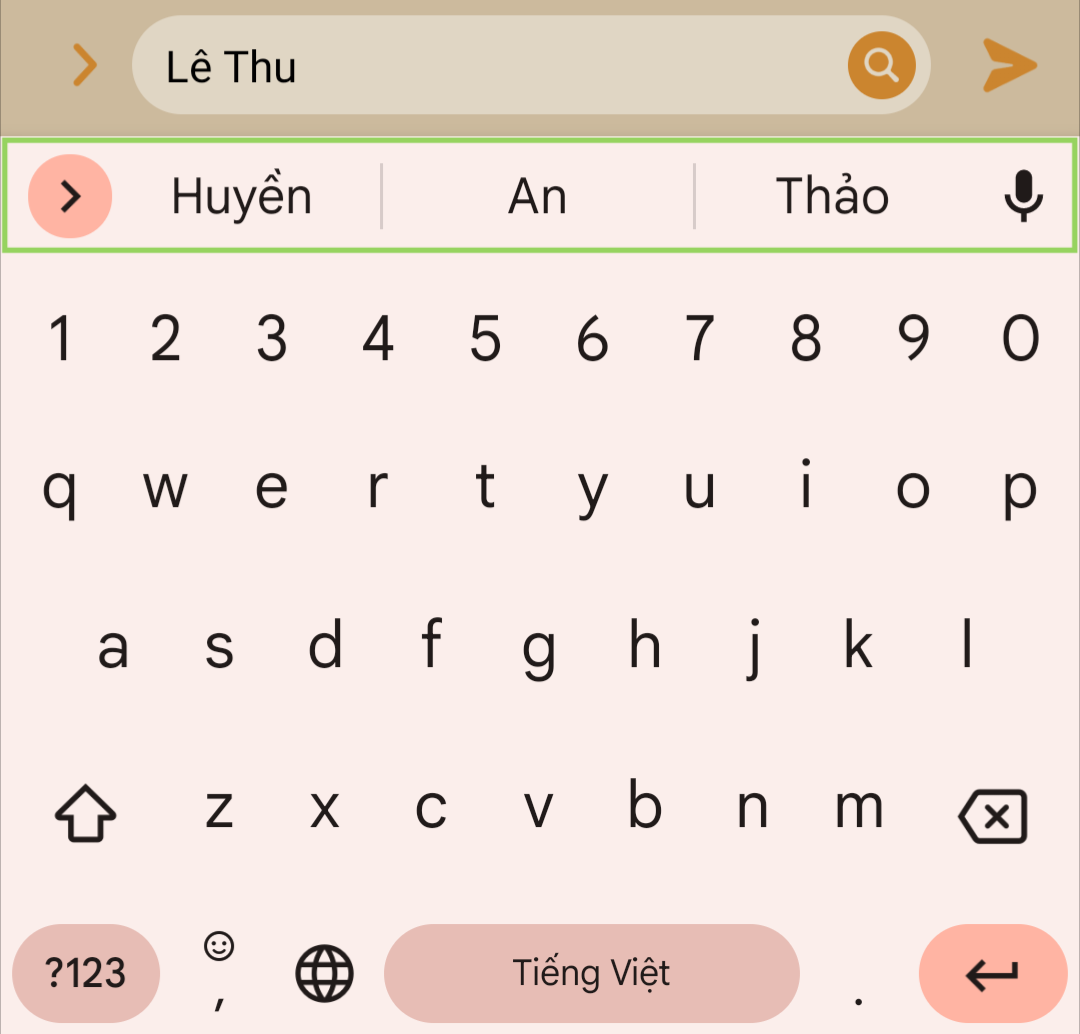 Lê Thu
Huyền An Thảo
1 2 3 4 5 6 7 8 9 0
q w e r t y u i o p
a s d f g h j k l
z x c v b n m
?123 , Tiếng Việt .